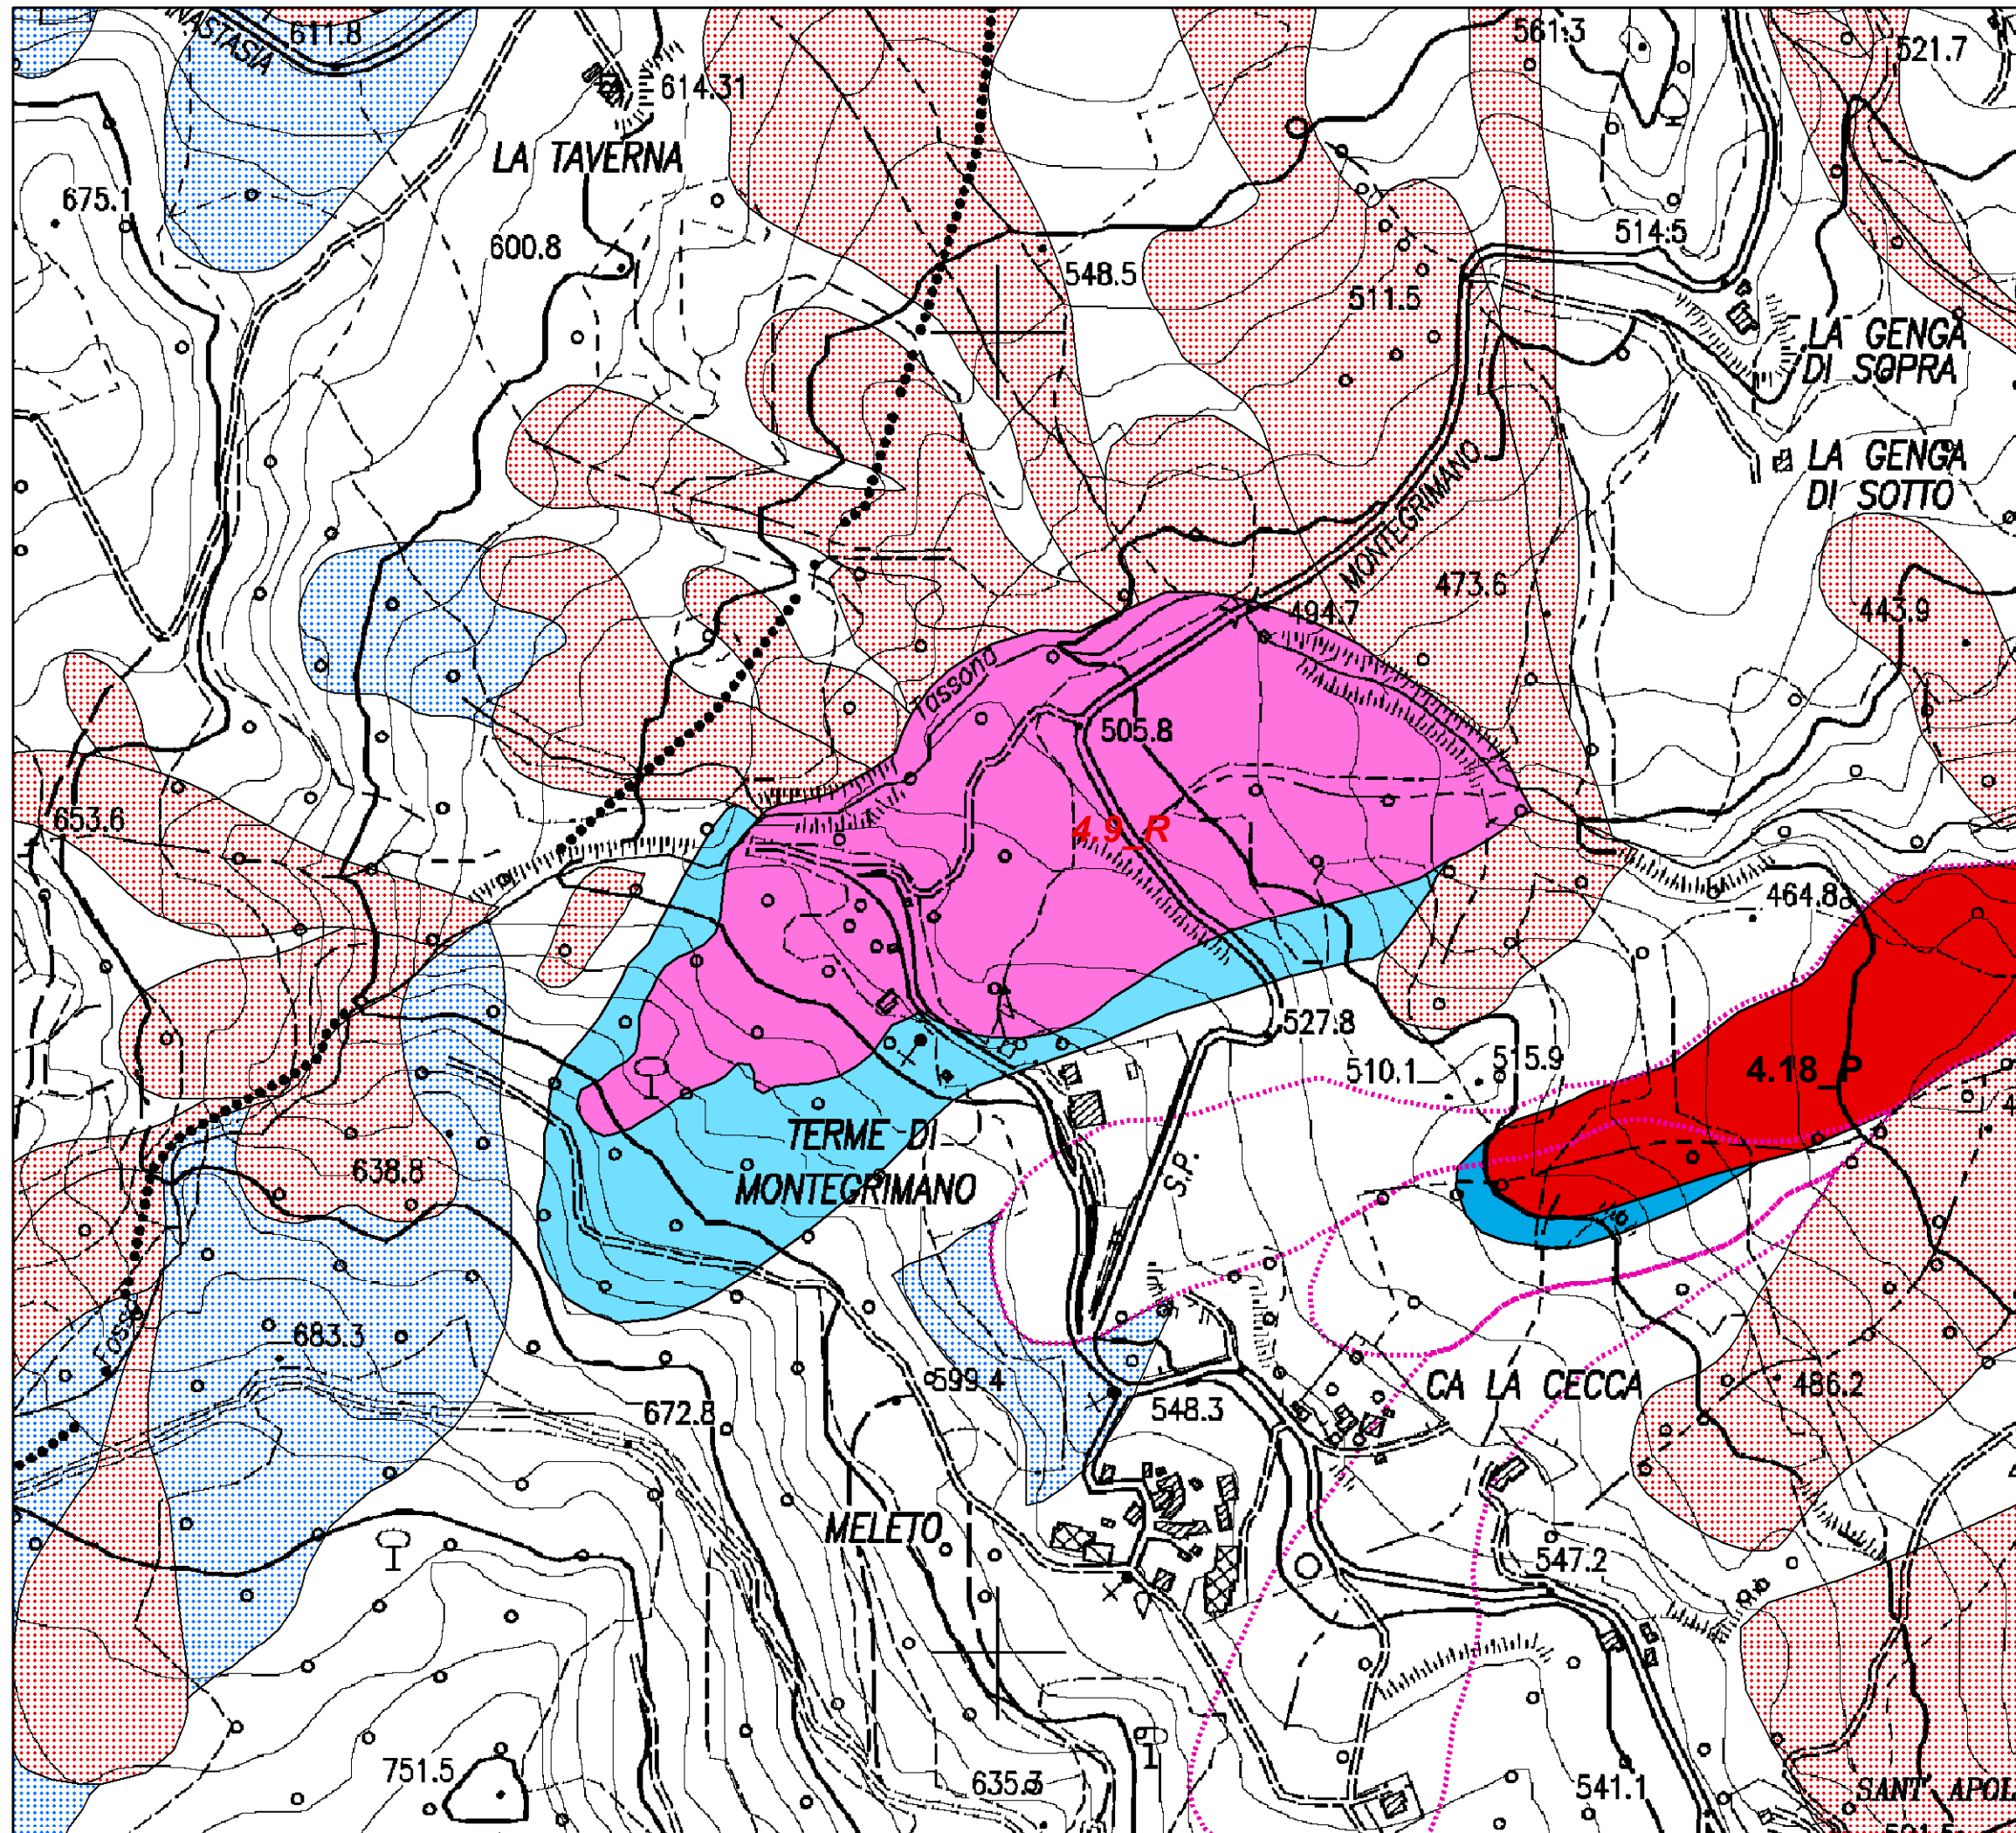 611.8
561.3
521.7
614.31
LA TAVERNA
675.1
600.8
548.5
514.5
511.5
LA GENGA
DI SOPRA
LA GENGA
DI SOTTO
MONTEGRIMANO
473.6
494.7
443.9
Tassona
505.8
653.6
4.9_R
464.8
527.8
510.1
515.9
4.18_P
TERME DI
MONTEGRIMANO
638.8
S.P.
Fosso
683.3
599.4
672.8
548.3
CA LA CECCA
486.2
MELETO
547.2
751.5
635.3
541.1
SANT' APOL